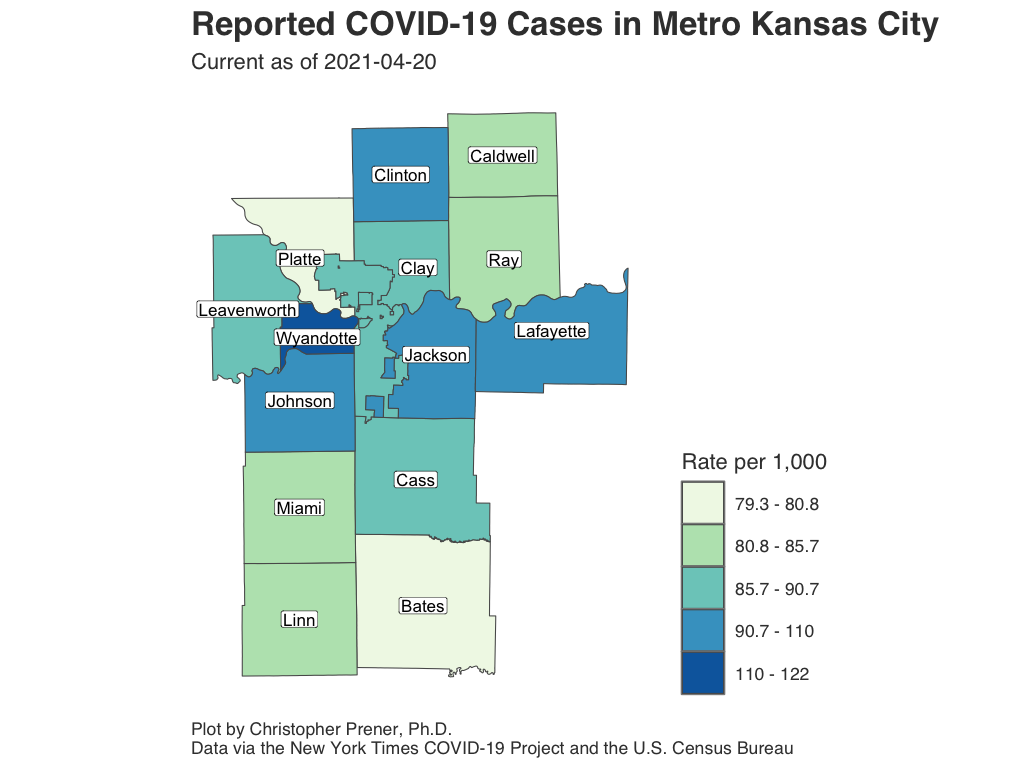 Reported COVID-19 Cases in Metro Kansas City
Current as of 2021-04-20
Caldwell
Clinton
Platte
Clay
Ray
Leavenworth
Wyandotte
Lafayette
Jackson
Johnson
Cass
Miami
Bates
Linn
Rate per 1,000
79.3 - 80.8
80.8 - 85.7
85.7 - 90.7
90.7 - 110
110 - 122
Plot by Christopher Prener, Ph.D.
Data via the New York Times COVID-19 Project and the U.S. Census Bureau